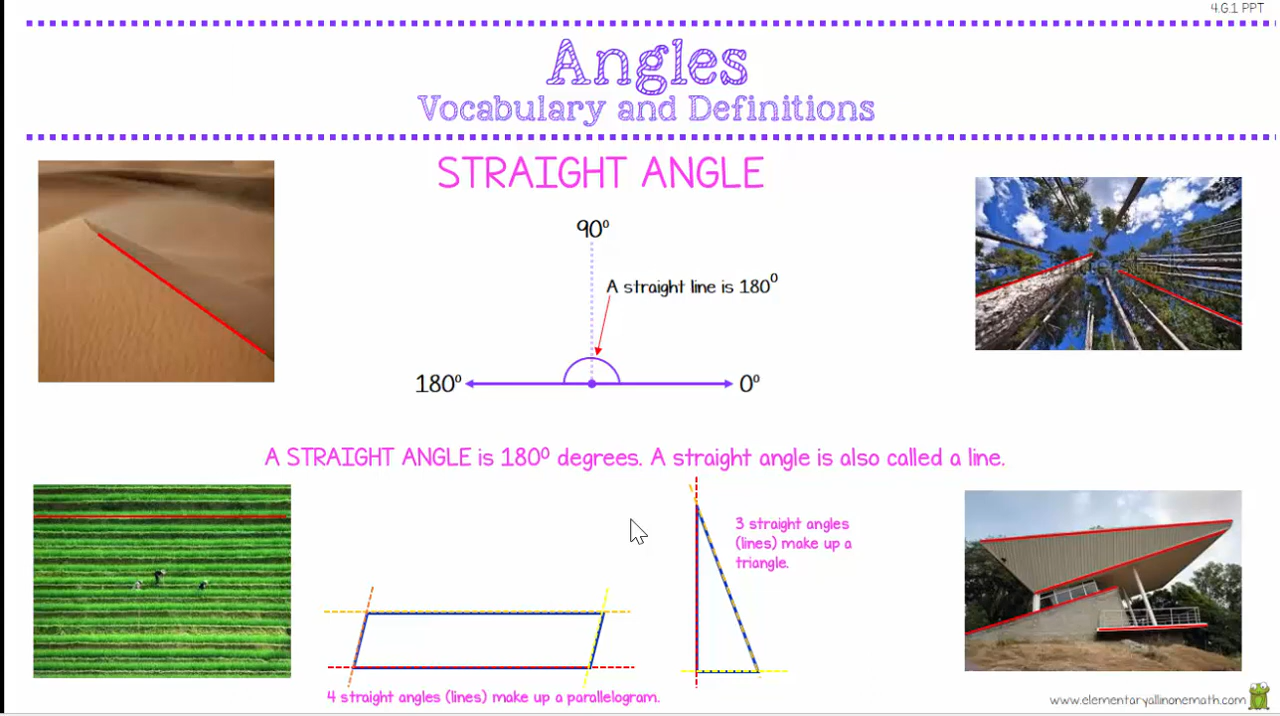 4.G.1 PPT
Angles
Vocabulary and Definitions
STRAIGHT ANGLE
90⁰
A straight line is 180⁰
180⁰
0⁰
A STRAIGHT ANGLE is 180⁰ degrees. A straight angle is also called a line.
3 straight angles
(lines) make up a
triangle.
4 straight angles (lines) make up a parallelogram.
www.elementaryallinonemath.com